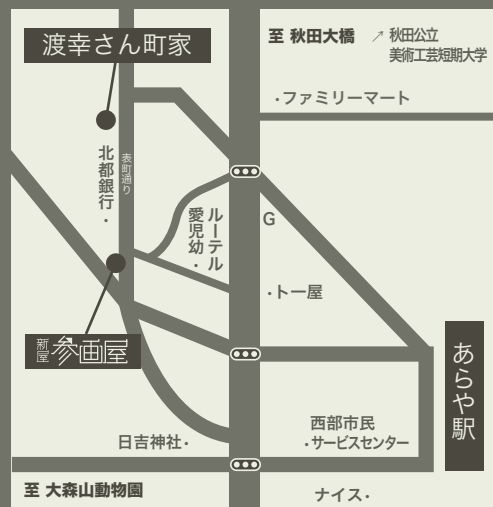 渡幸さん町家
至 秋田大橋
↗ 秋田公立
美術工芸短期大学
・ファミリーマート
北都銀行・
表町通り
ルーテル
愛児幼・
G
・トー屋
新屋参画屋
あらや駅
西部市民
・サービスセンター
日吉神社・
至 大森山動物園
ナイス・